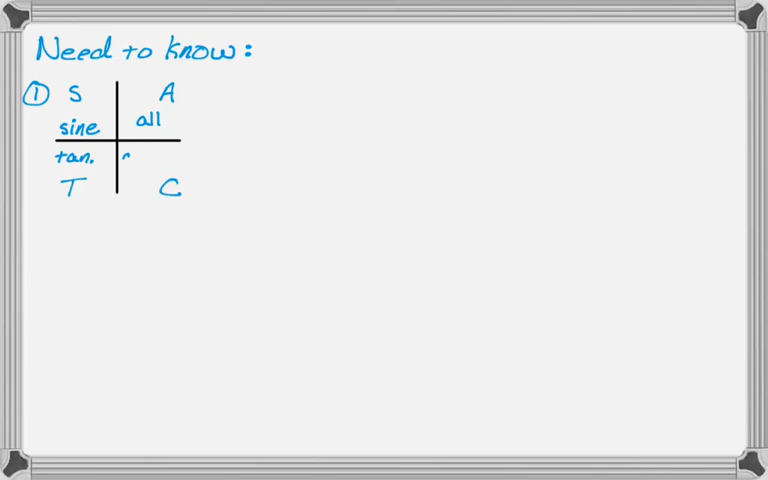 Need to know:
① S A
sine all
tan.
T C